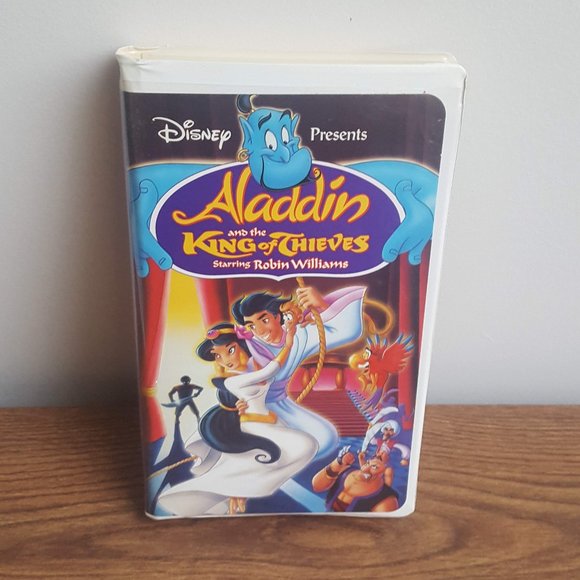 Disney Presents
Aladdin
and the
King of Thieves
Starring Robin Williams